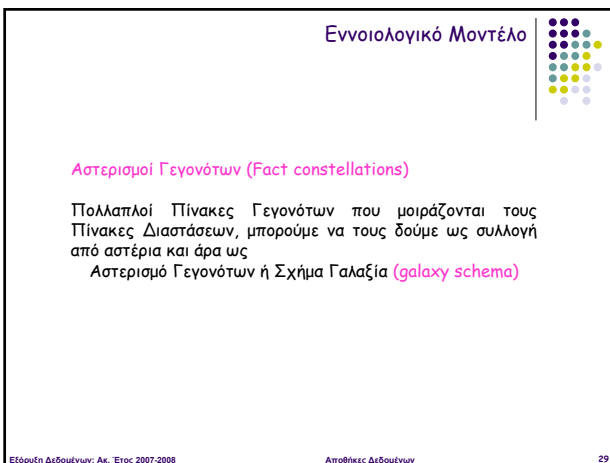 Εννοιολογικό Μοντέλο
Αστερισμοί Γεγονότων (Fact constellations)
Πολλαπλοί Πίνακες Γεγονότων που μοιράζονται τους
Πίνακες Διαστάσεων, μπορούμε να τους δούμε ως συλλογή
από αστέρια και άρα ως
Αστερισμό Γεγονότων ή Σχήμα Γαλαξία (galaxy schema)
Εξόρυξη Δεδομένων: Ακ. Έτος 2007-2008 Αποθήκες Δεδομένων 29